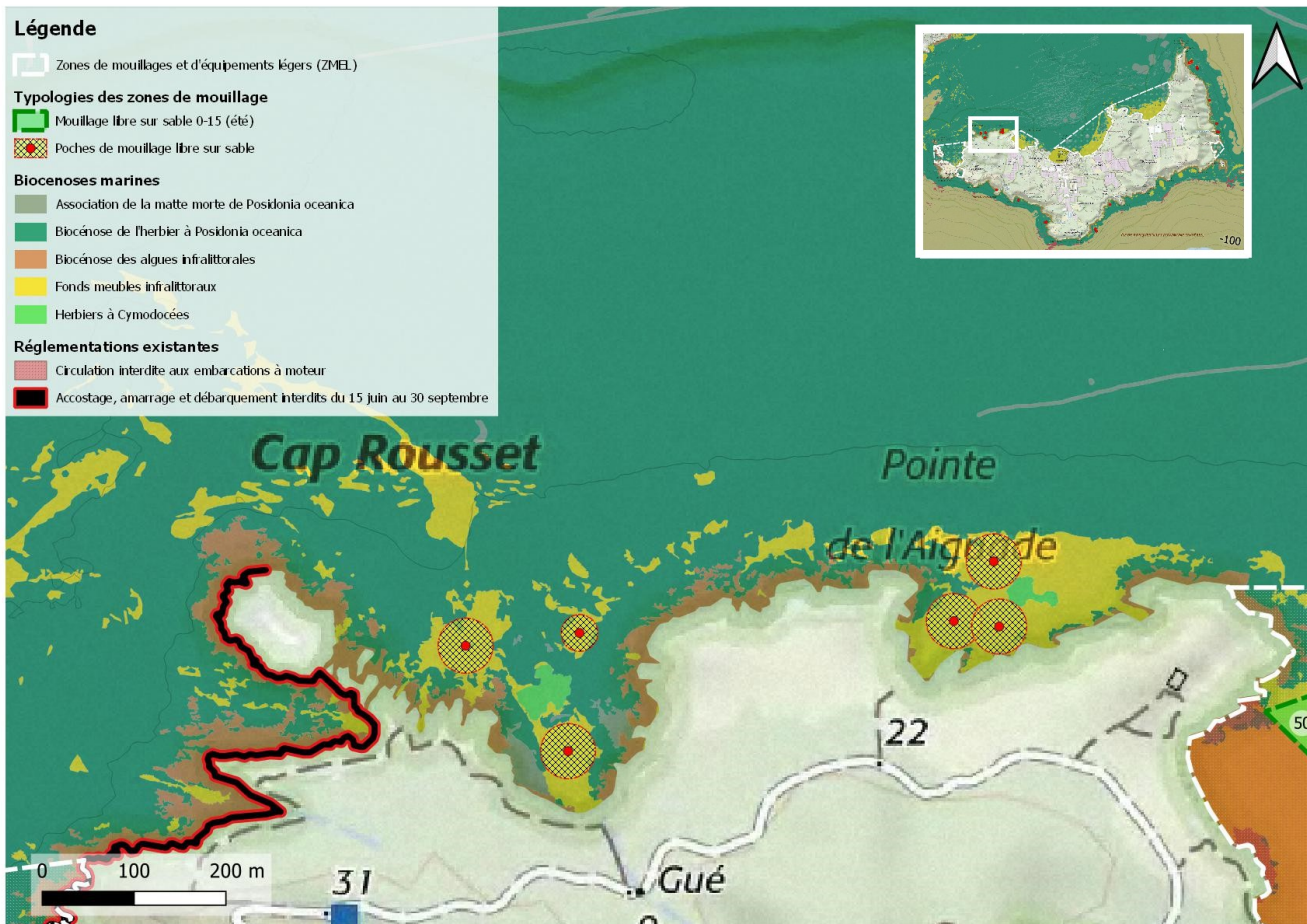 Légende
Zones de mouillages et d'équipements légers (ZMEL)
Typologies des zones de mouillage
Mouillage libre sur sable 0-15 (été)
Poches de mouillage libre sur sable
Biocenoses marines
Association de la matte morte de Posidonia oceanica
Biocénose de l'herbier à Posidonia oceanica
Biocénose des algues infralittorales
Fonds meubles infralittoraux
Herbiers à Cymodocées
Réglementations existantes
Circulation interdite aux embarcations à moteur
Accostage, amarrage et débarquement interdits du 15 juin au 30 septembre
-100
Cap Rousset
Pointe
de l'Aiguade
22
50
0 100 200 m
31
Gué